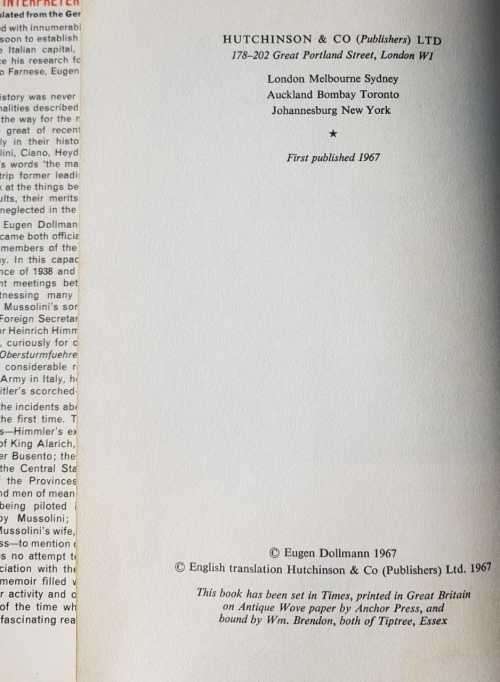 INTERPRETER
lated from the Ger
d with innumerabl
soon to establish
e Italian capital,
ce his research fo
o Farnese, Eugen
istory was never
nalities described
the way for the r
great of recent
ly in their histo
lini, Ciano, Heyd
's words 'the ma
trip former leadi
k at the things be
ults, their merits
neglected in the
Eugen Dollman
came both officia
members of the
y. In this capac
nce of 1938 and
nt meetings bet
tnessing many
Mussolini's sor
Foreign Secretar
or Heinrich Himm
, curiously for o
Obersturmfuehre
considerable r
Army in Italy, h
itler's scorched-
he incidents abo
the first time. T
s—Himmler's ex
of King Alarich,
er Busento; the
the Central Sta
f the Provinces
nd men of mean
being piloted i
by Mussolini;
Mussolini's wife,
ss—to mention o
s no attempt to
ciation with the
memoir filled v
r activity and o
of the time wh
fascinating rea
HUTCHINSON & CO (Publishers) LTD
178–202 Great Portland Street, London W1
London Melbourne Sydney
Auckland Bombay Toronto
Johannesburg New York
★
First published 1967
© Eugen Dollmann 1967
© English translation Hutchinson & Co (Publishers) Ltd. 1967
This book has been set in Times, printed in Great Britain
on Antique Wove paper by Anchor Press, and
bound by Wm. Brendon, both of Tiptree, Essex